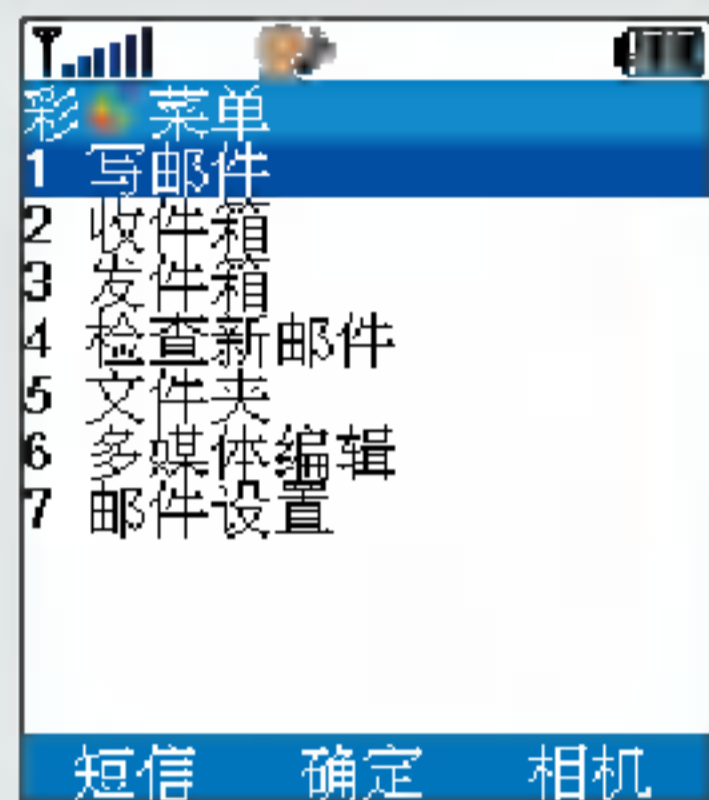 彩菜单
1 写邮件
2 收件箱
3 发件箱
4 检查新邮件
5 文件夹
6 多媒体编辑
7 邮件设置
短信 确定 相机